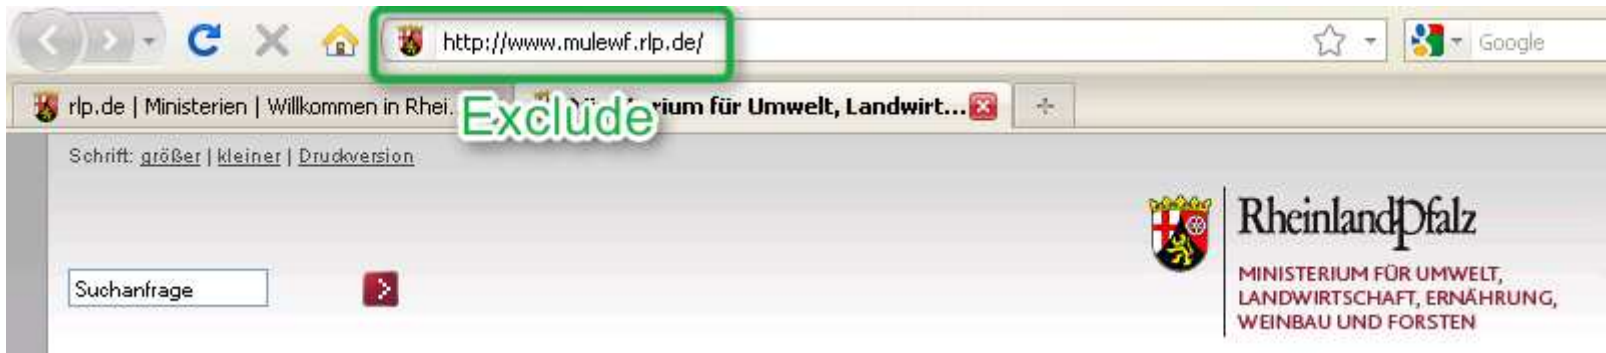 http://www.mulewf.rlp.de/
Google
rlp.de | Ministerien | Willkommen in Rhei...
für Umwelt, Landwirt...
Exclude
Schrift: größer | kleiner | Druckversion
RheinlandPfalz
Suchanfrage
MINISTERIUM FÜR UMWELT,
LANDWIRTSCHAFT, ERNÄHRUNG,
WEINBAU UND FORSTEN